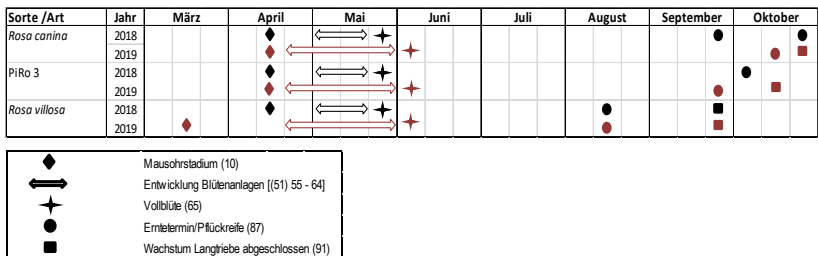 Sorte /Art Jahr März April Mai Juni Juli August September Oktober
Rosa canina 2018
2019
PiRo 3 2018
2019
Rosa villosa 2018
2019
Mausohrstadium (10)
Entwicklung Blütenanlagen [(51) 55 - 64]
Vollblüte (65)
Erntetermin/Pflückreife (87)
Wachstum Langtriebe abgeschlossen (91)